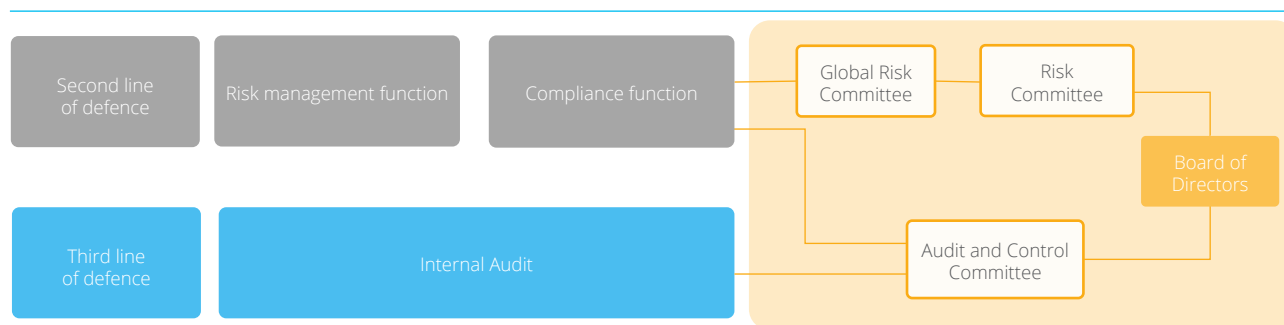 Second line
of defence
Risk management function
Compliance function
Global Risk
Committee
Risk
Committee
Board of
Directors
Third line
of defence
Internal Audit
Audit and Control
Committee